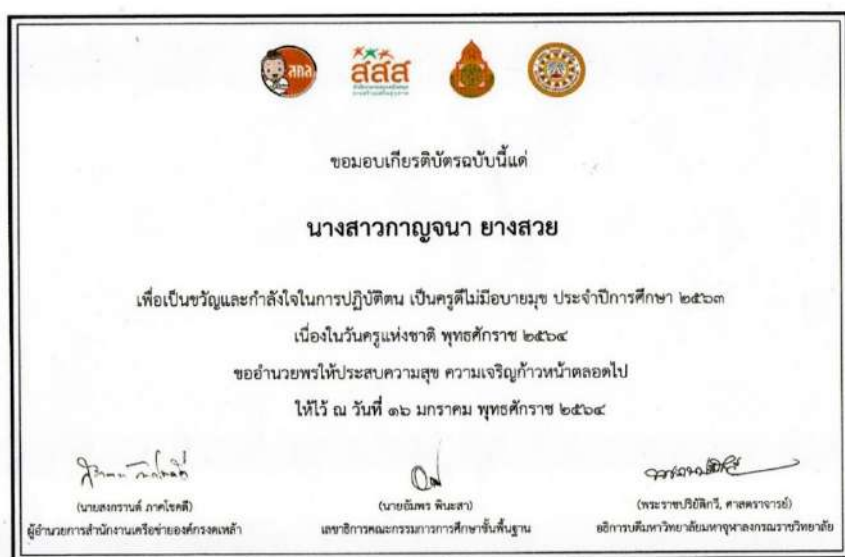 สคล
สสส
ขอมอบเกียรติบัตรฉบับนี้แด่
นางสาวกาญจนา ยางสวย
เพื่อเป็นขวัญและกำลังใจในการปฏิบัติตน เป็นครูดีไม่มีอบายมุข ประจำปีการศึกษา ๒๕๖๓
เนื่องในวันครูแห่งชาติ พุทธศักราช ๒๕๖๔
ขออำนวยพรให้ประสบความสุข ความเจริญก้าวหน้าตลอดไป
ให้ไว้ ณ วันที่ ๑๖ มกราคม พุทธศักราช ๒๕๖๔
(นายสงกรานต์ ภาคโชคดี)
(นายอัมพร พินะสา)
(พระราชปริยัติกวี, ศาสตราจารย์)
ผู้อำนวยการสำนักงานเครือข่ายองค์กรงดเหล้า
เลขาธิการคณะกรรมการการศึกษาขั้นพื้นฐาน
อธิการบดีมหาวิทยาลัยมหาจุฬาลงกรณราชวิทยาลัย